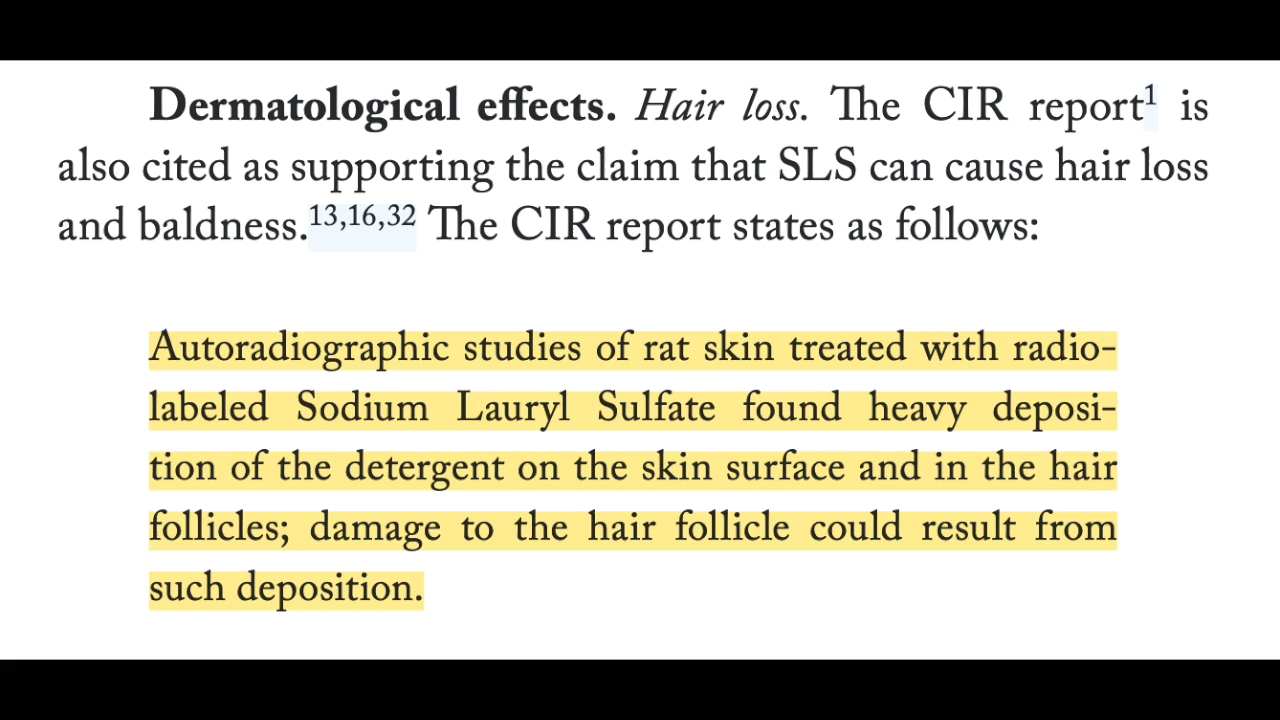 Dermatological effects. Hair loss. The CIR report1 is
also cited as supporting the claim that SLS can cause hair loss
and baldness.13,16,32 The CIR report states as follows:
Autoradiographic studies of rat skin treated with radio-
labeled Sodium Lauryl Sulfate found heavy deposi-
tion of the detergent on the skin surface and in the hair
follicles; damage to the hair follicle could result from
such deposition.